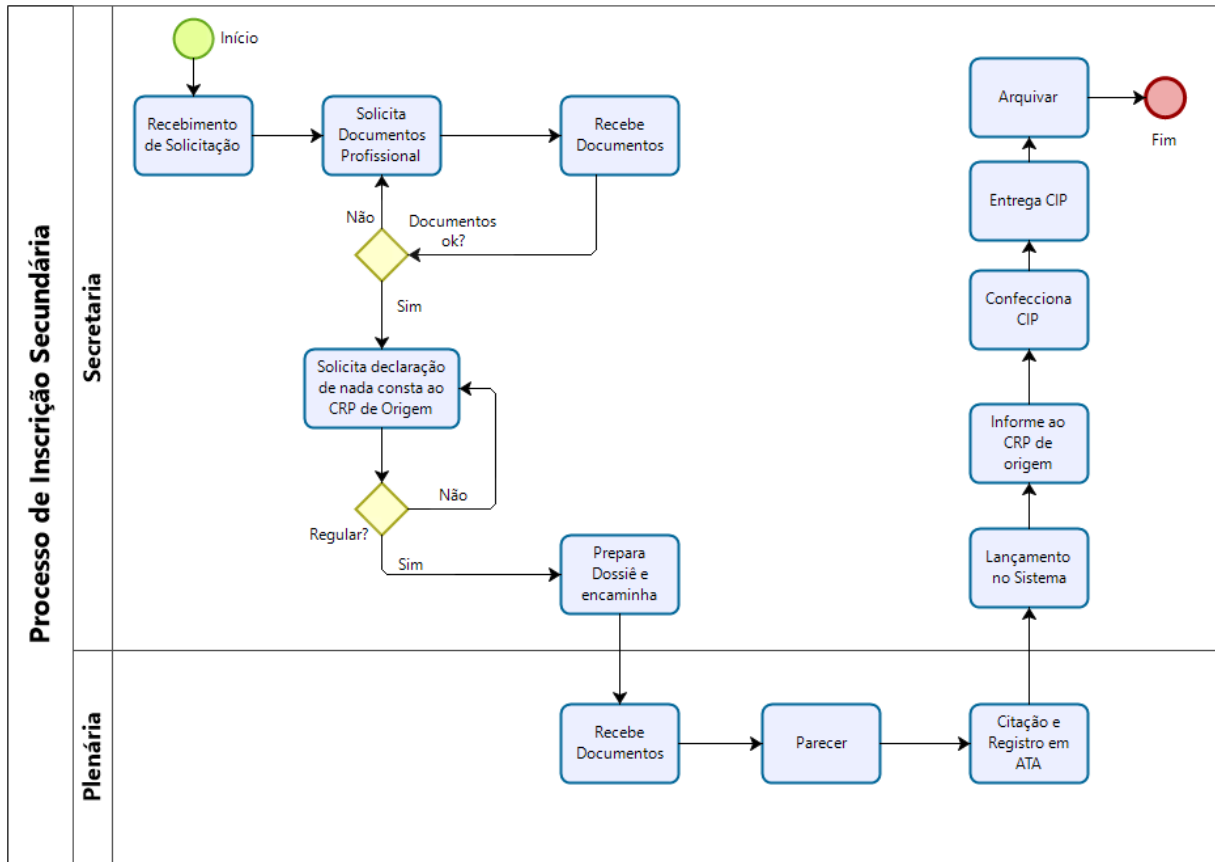 Processo de Inscrição Secundária
Secretaria
Início
Recebimento
de Solicitação
Solicita
Documentos
Profissional
Recebe
Documentos
Não
Documentos
ok?
Sim
Solicita declaração
de nada consta ao
CRP de Origem
Não
Regular?
Sim
Prepara
Dossiê e
encaminha
Plenária
Recebe
Documentos
Parecer
Citação e
Registro em
ATA
Lançamento
no Sistema
Informe ao
CRP de
origem
Confecciona
CIP
Entrega CIP
Arquivar
Fim